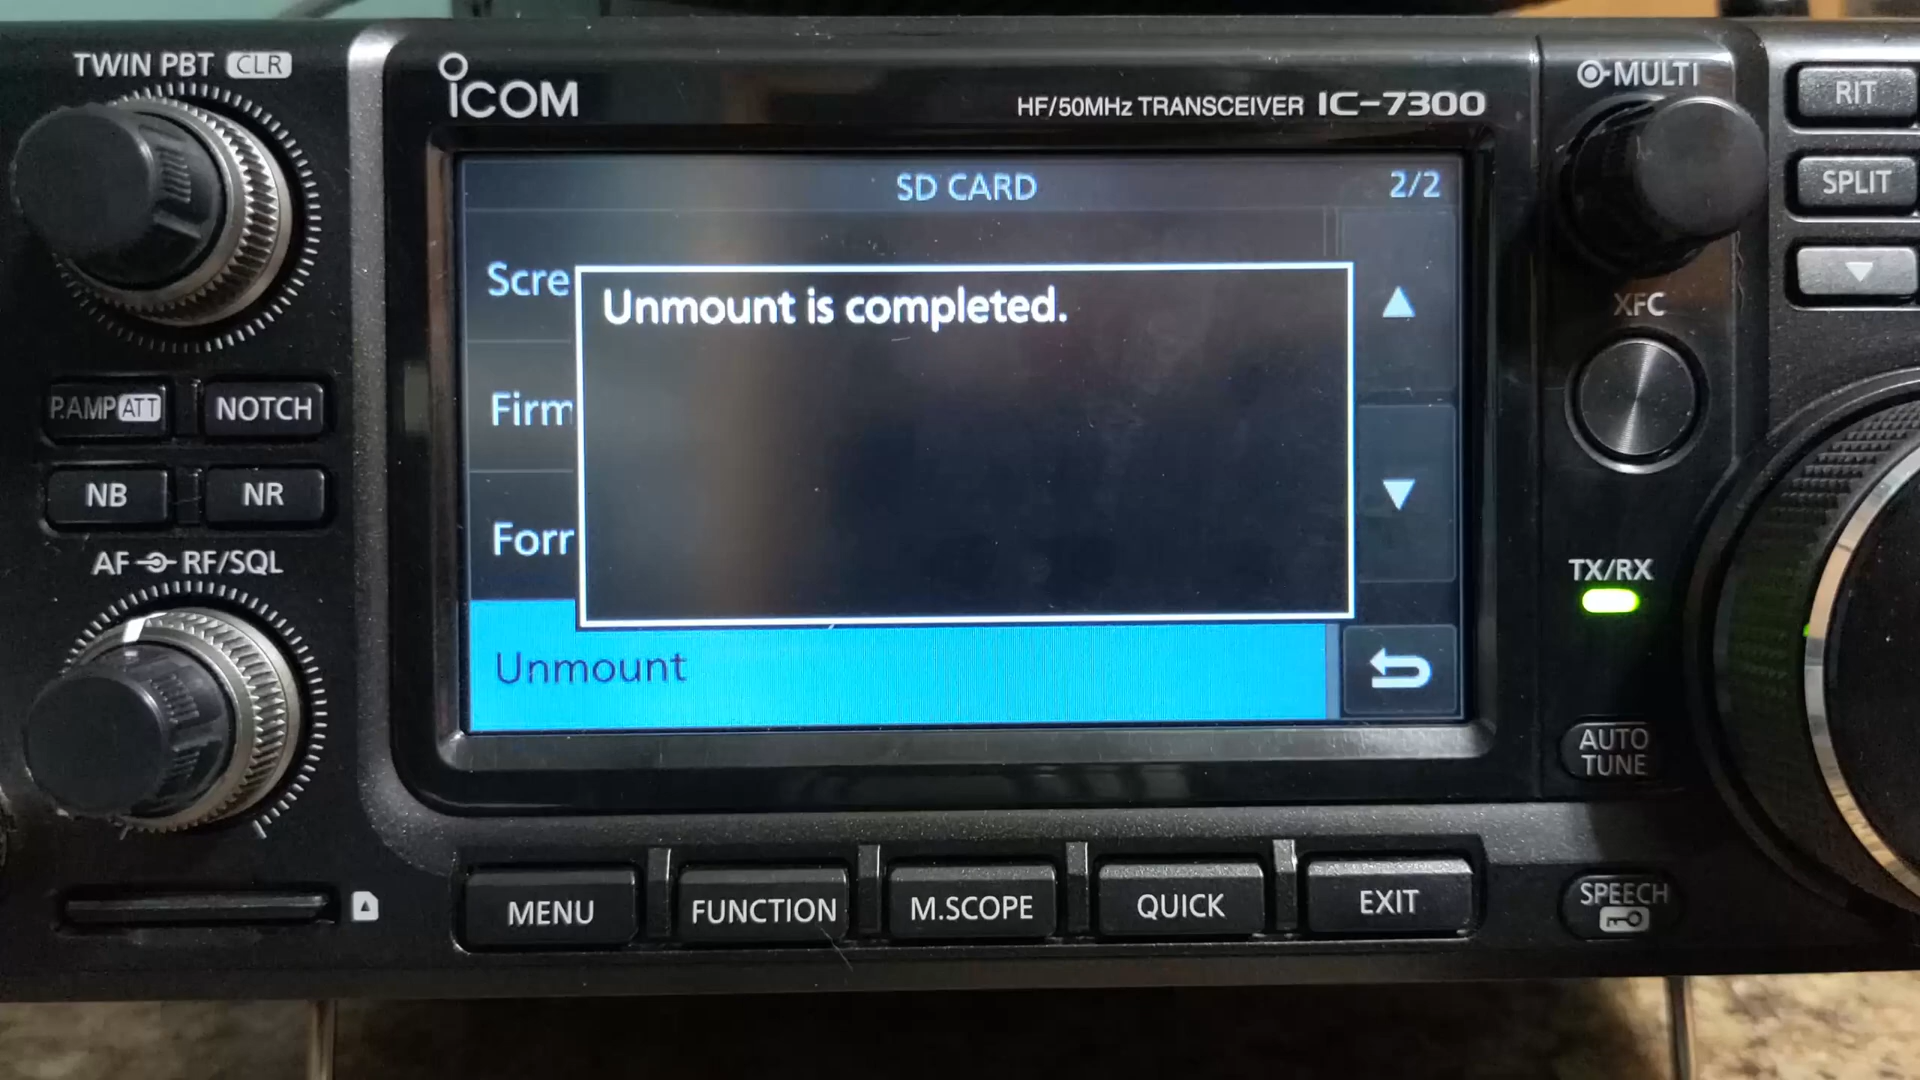 TWIN PBT CLR
ICOM
HF/50MHz TRANSCEIVER IC-7300
MULTI
RIT
SPLIT
SD CARD 2/2
Scre
Unmount is completed.
Firm
Forr
Unmount
XFC
P.AMP ATT
NOTCH
NB
NR
AF RF/SQL
TX/RX
AUTO
TUNE
MENU
FUNCTION
M.SCOPE
QUICK
EXIT
SPEECH